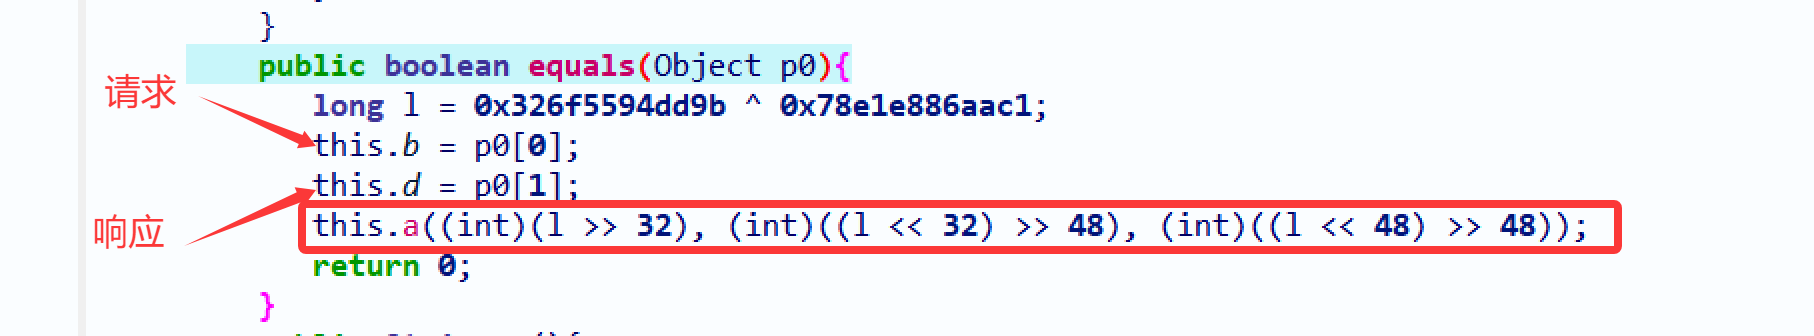 }
public boolean equals(Object p0){
请求
long l = 0x326f5594dd9b ^ 0x78e1e886aac1;
this.b = p0[0];
this.d = p0[1];
响应
this.a((int)(l >> 32), (int)((l << 32) >> 48), (int)((l << 48) >> 48));
return 0;
}